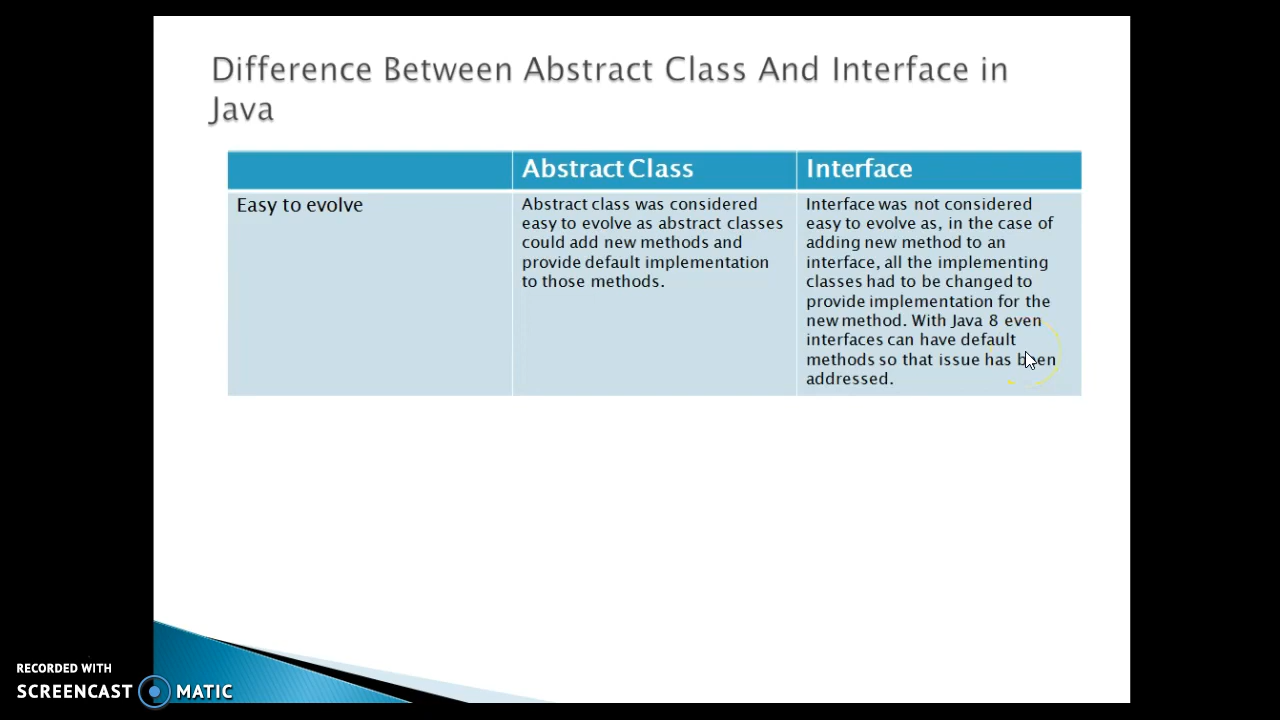 Difference Between Abstract Class And Interface in
Java
Abstract Class
Interface
Easy to evolve
Abstract class was considered
easy to evolve as abstract classes
could add new methods and
provide default implementation
to those methods.
Interface was not considered
easy to evolve as, in the case of
adding new method to an
interface, all the implementing
classes had to be changed to
provide implementation for the
new method. With Java 8 even
interfaces can have default
methods so that issue has been
addressed.
RECORDED WITH
SCREENCAST MATIC